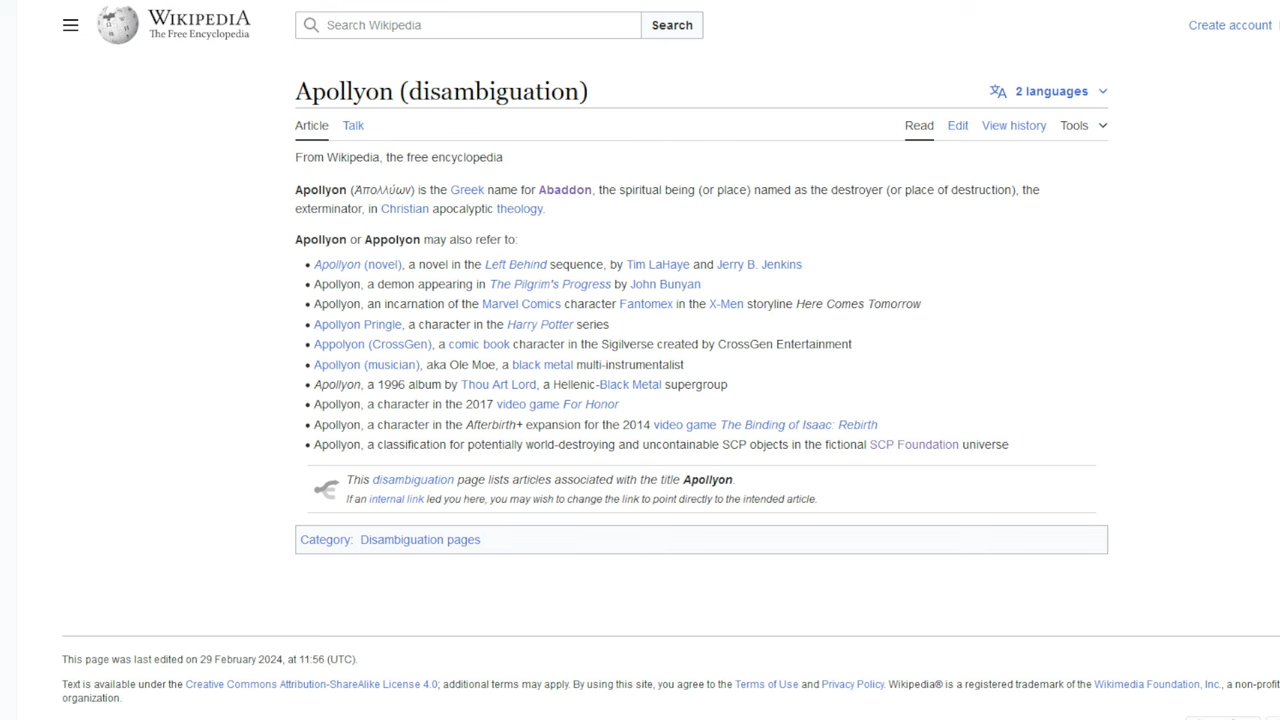 WIKIPEDIA
The Free Encyclopedia
Search Wikipedia
Search
Create account
Apollyon (disambiguation)
2 languages
Article Talk Read Edit View history Tools
From Wikipedia, the free encyclopedia
Apollyon (Ἀπολλύων) is the Greek name for Abaddon, the spiritual being (or place) named as the destroyer (or place of destruction), the
exterminator, in Christian apocalyptic theology.
Apollyon or Appolyon may also refer to:
• Apollyon (novel), a novel in the Left Behind sequence, by Tim LaHaye and Jerry B. Jenkins
• Apollyon, a demon appearing in The Pilgrim's Progress by John Bunyan
• Apollyon, an incarnation of the Marvel Comics character Fantomex in the X-Men storyline Here Comes Tomorrow
• Apollyon Pringle, a character in the Harry Potter series
• Appolyon (CrossGen), a comic book character in the Sigilverse created by CrossGen Entertainment
• Apollyon (musician), aka Ole Moe, a black metal multi-instrumentalist
• Apollyon, a 1996 album by Thou Art Lord, a Hellenic-Black Metal supergroup
• Apollyon, a character in the 2017 video game For Honor
• Apollyon, a character in the Afterbirth+ expansion for the 2014 video game The Binding of Isaac: Rebirth
• Apollyon, a classification for potentially world-destroying and uncontainable SCP objects in the fictional SCP Foundation universe
This disambiguation page lists articles associated with the title Apollyon.
If an internal link led you here, you may wish to change the link to point directly to the intended article.
Category: Disambiguation pages
This page was last edited on 29 February 2024, at 11:56 (UTC).
Text is available under the Creative Commons Attribution-ShareAlike License 4.0; additional terms may apply. By using this site, you agree to the Terms of Use and Privacy Policy. Wikipedia® is a registered trademark of the Wikimedia Foundation, Inc., a non-profit
organization.